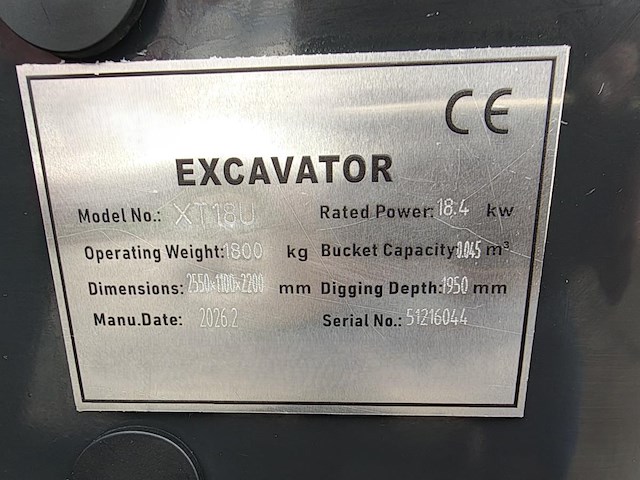 CE
EXCAVATOR
Model No.: XT18U Rated Power: 18.4 kw
Operating Weight: 1800 kg Bucket Capacity: 0.045 m³
Dimensions: 2550×1100×2200 mm Digging Depth: 1950 mm
Manu.Date: 2026.2 Serial No.: 51216044